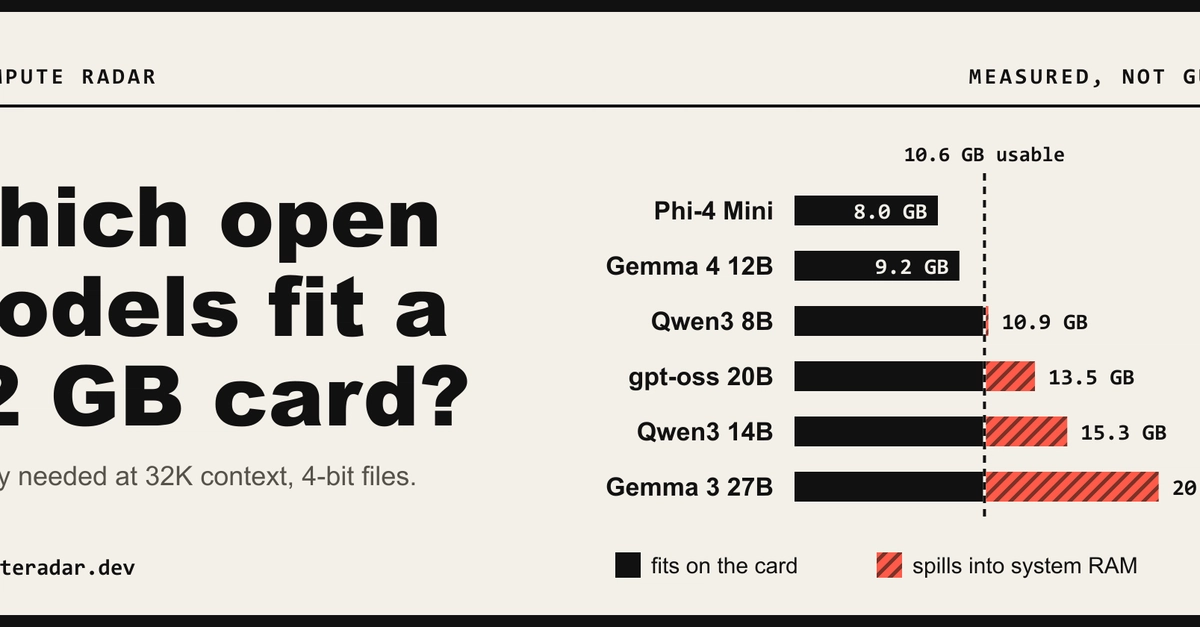 MPUTE RADAR
MEASURED, NOT GU
hich open
odels fit a
2 GB card?
y needed at 32K context, 4-bit files.
teradar.dev
10.6 GB usable
Phi-4 Mini 8.0 GB
Gemma 4 12B 9.2 GB
Qwen3 8B 10.9 GB
gpt-oss 20B 13.5 GB
Qwen3 14B 15.3 GB
Gemma 3 27B 20
fits on the card
spills into system RAM